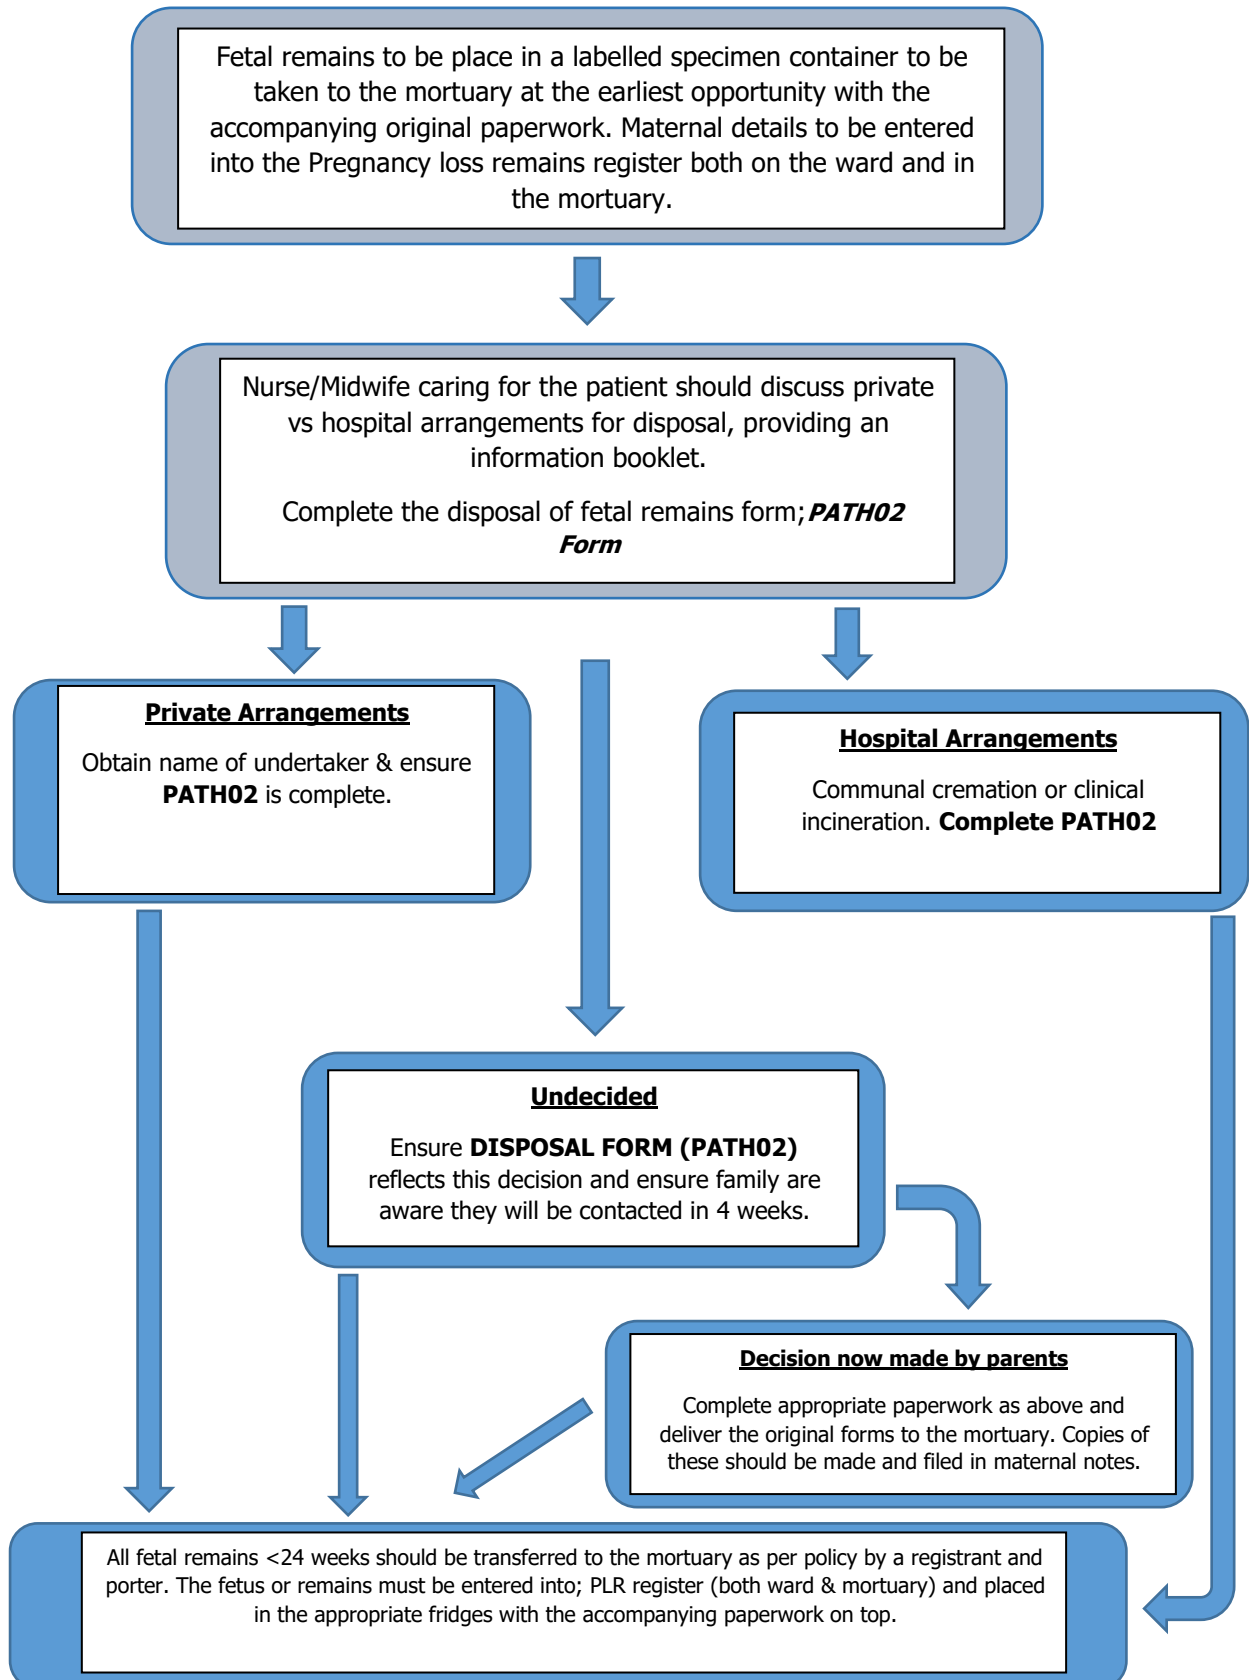 Fetal remains to be place in a labelled specimen container to be
taken to the mortuary at the earliest opportunity with the
accompanying original paperwork. Maternal details to be entered
into the Pregnancy loss remains register both on the ward and in
the mortuary.
Nurse/Midwife caring for the patient should discuss private
vs hospital arrangements for disposal, providing an
information booklet.
Complete the disposal of fetal remains form; PATH02
Form
Private Arrangements
Obtain name of undertaker & ensure
PATH02 is complete.
Hospital Arrangements
Communal cremation or clinical
incineration. Complete PATH02
Undecided
Ensure DISPOSAL FORM (PATH02)
reflects this decision and ensure family are
aware they will be contacted in 4 weeks.
Decision now made by parents
Complete appropriate paperwork as above and
deliver the original forms to the mortuary. Copies of
these should be made and filed in maternal notes.
All fetal remains <24 weeks should be transferred to the mortuary as per policy by a registrant and
porter. The fetus or remains must be entered into; PLR register (both ward & mortuary) and placed
in the appropriate fridges with the accompanying paperwork on top.